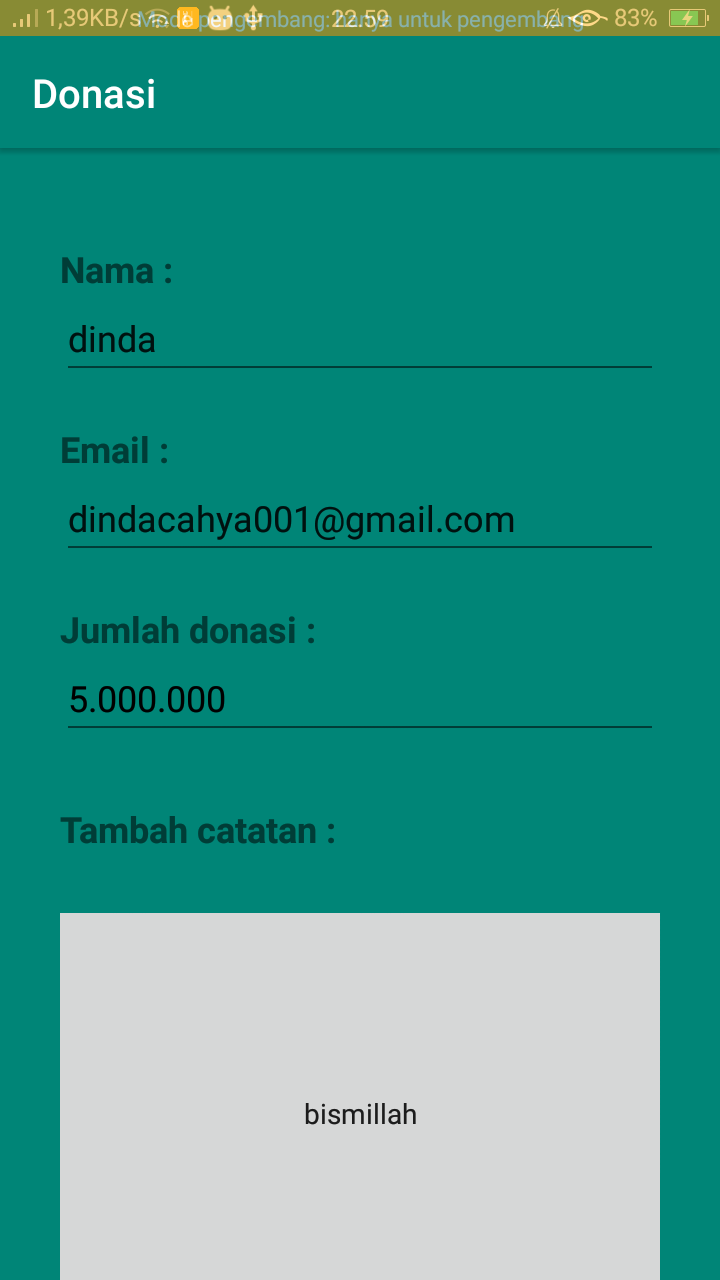 1,39KB/s
Mode pengembang: hanya untuk pengembang
22.59
83%
Donasi
Nama :
dinda
Email :
dindacahya001@gmail.com
Jumlah donasi :
5.000.000
Tambah catatan :
bismillah